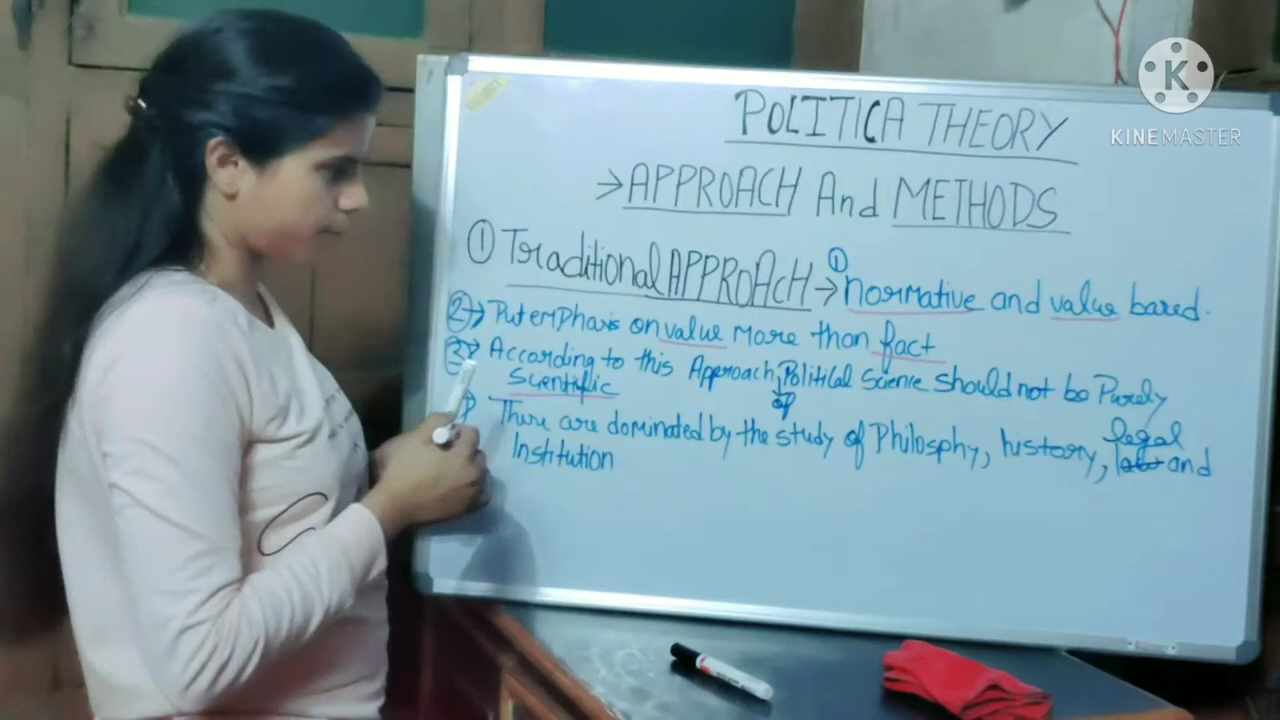 POLITICA THEORY
K
KINEMASTER
→ APPROACH And METHODS
① Traditional APPROACH → ① normative and value bared.
② → Put emphasis on value more than fact
③ → According to this Approach, Political Science should not be Purely
scientific
of
There are dominated by the study of Philosphy, history, legal and
Institution